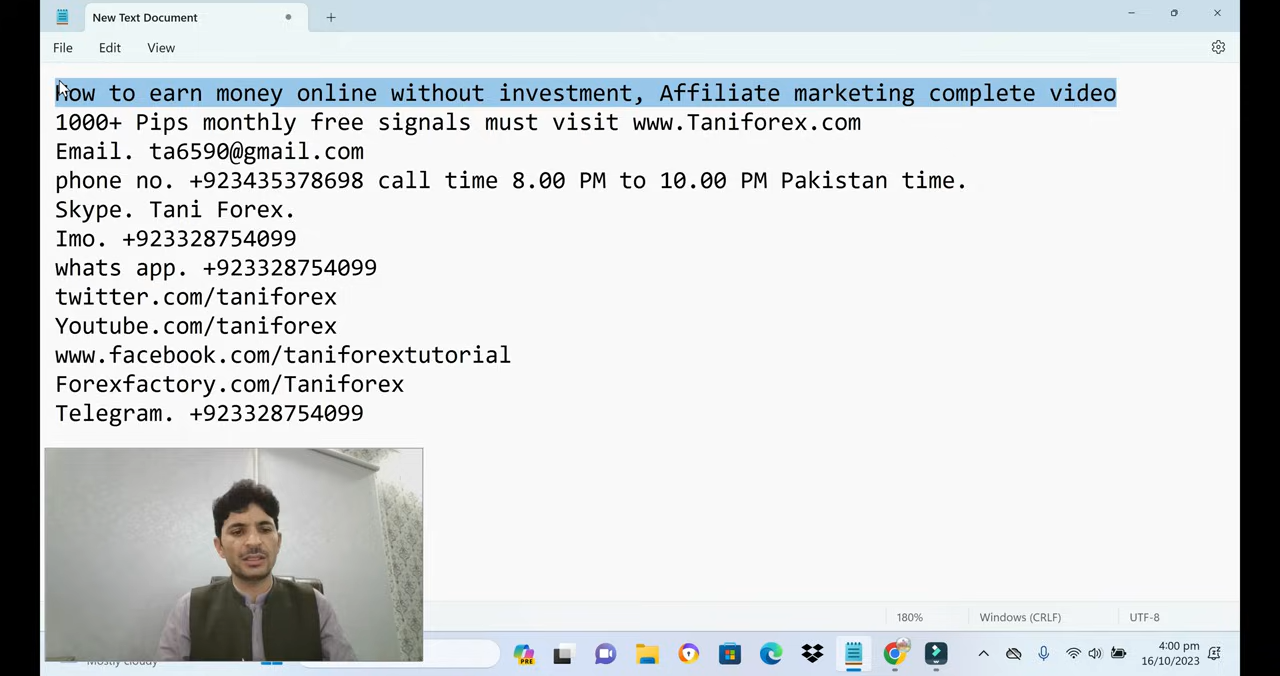 New Text Document
File Edit View
How to earn money online without investment, Affiliate marketing complete video
1000+ Pips monthly free signals must visit www.Taniforex.com
Email. ta6590@gmail.com
phone no. +923435378698 call time 8.00 PM to 10.00 PM Pakistan time.
Skype. Tani Forex.
Imo. +923328754099
whats app. +923328754099
twitter.com/taniforex
Youtube.com/taniforex
www.facebook.com/taniforextutorial
Forexfactory.com/Taniforex
Telegram. +923328754099
180% Windows (CRLF) UTF-8
Mostly cloudy
PRE
4:00 pm
16/10/2023